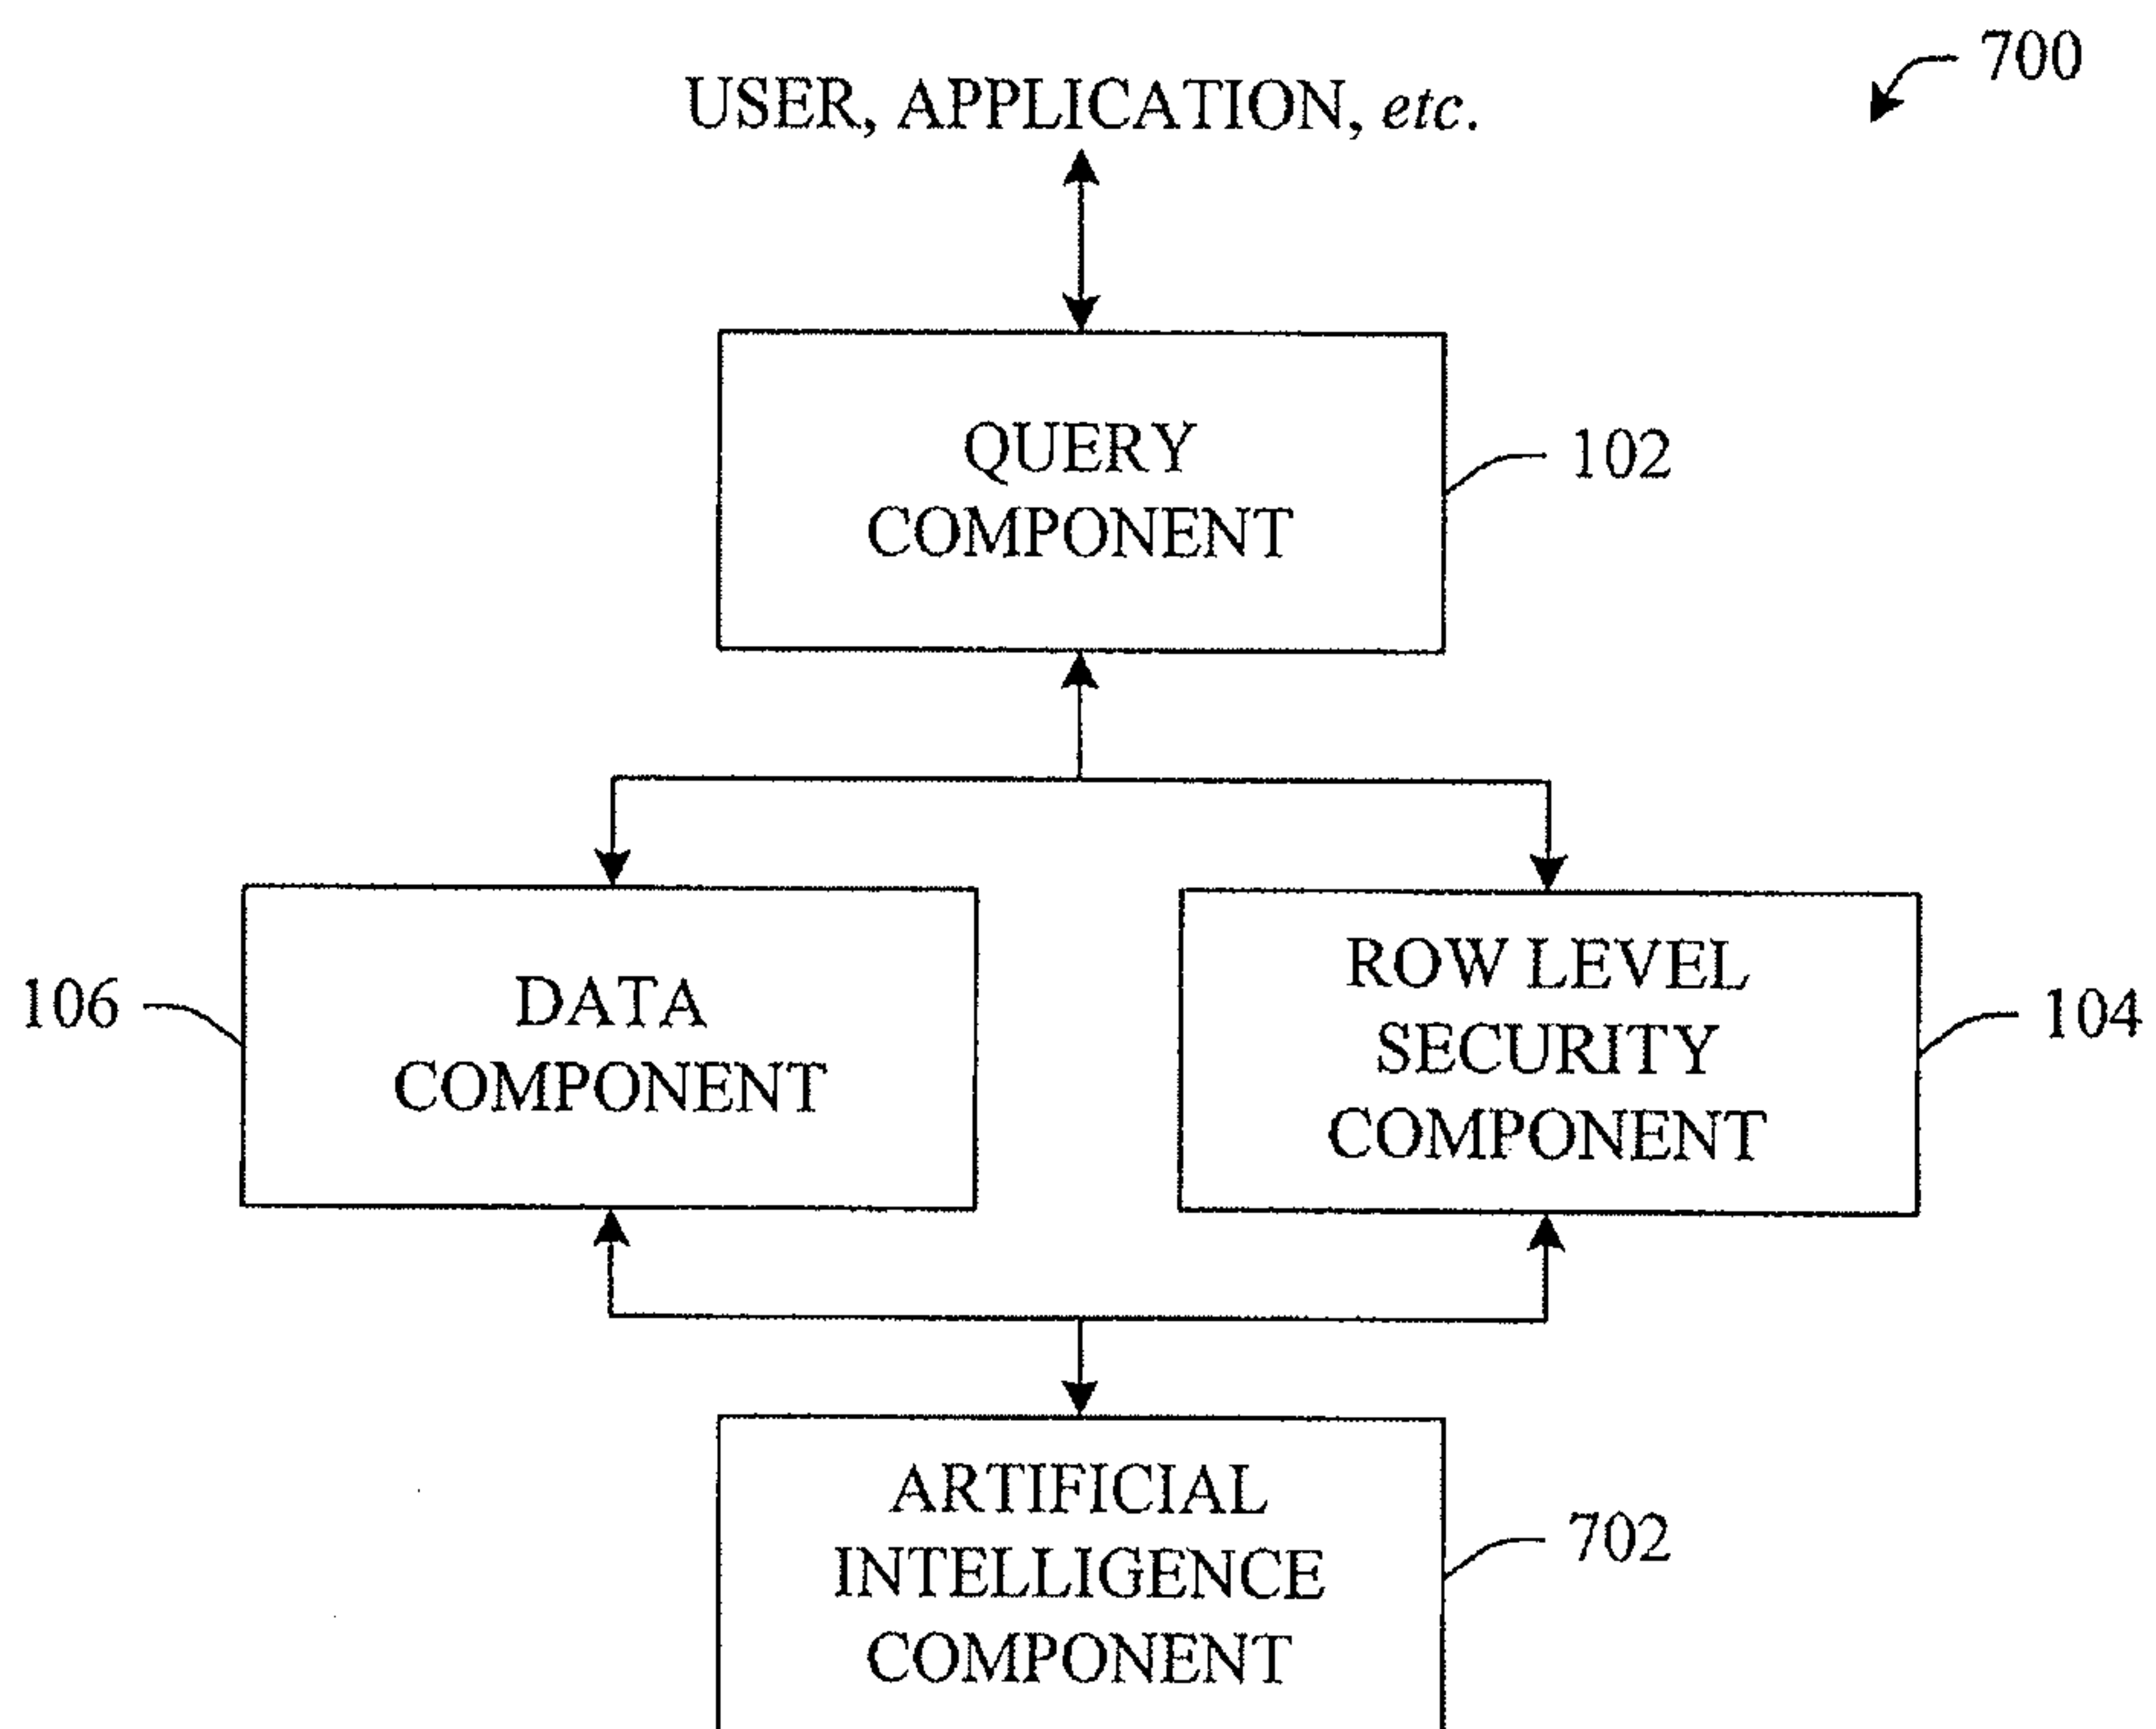 700
USER, APPLICATION, etc.
QUERY
COMPONENT
102
DATA
COMPONENT
106
ROW LEVEL
SECURITY
COMPONENT
104
ARTIFICIAL
INTELLIGENCE
COMPONENT
702